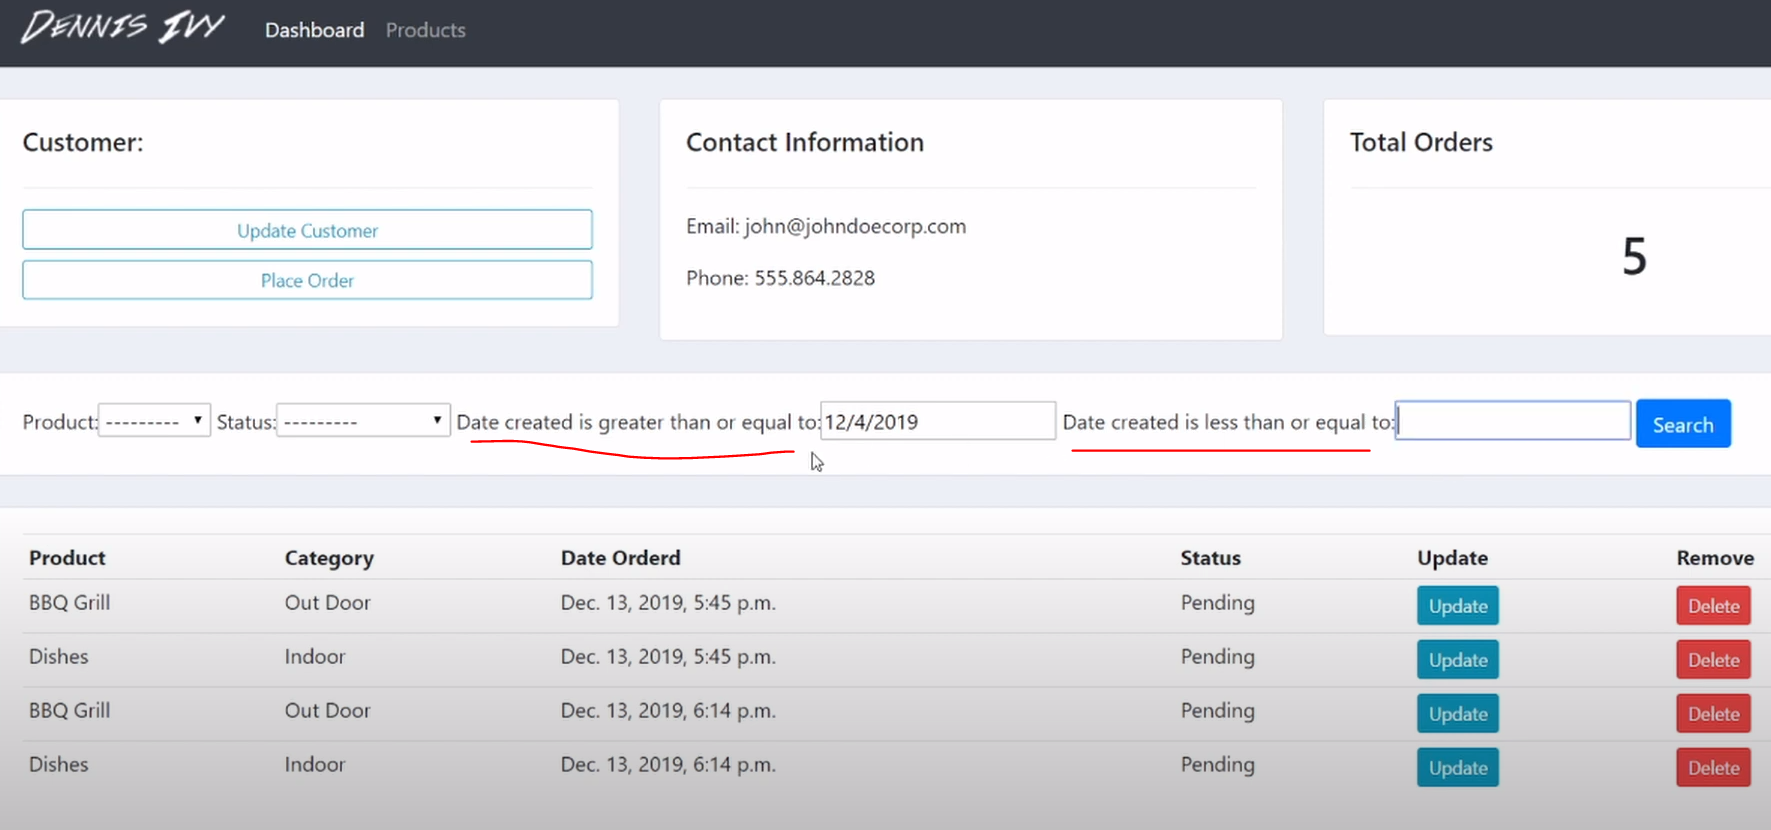 DENNIS IVY Dashboard Products
Customer:
Update Customer
Place Order
Contact Information
Email: john@johndoecorp.com
Phone: 555.864.2828
Total Orders
5
Product: --------- Status: --------- Date created is greater than or equal to: 12/4/2019 Date created is less than or equal to: Search
Product Category Date Orderd Status Update Remove
BBQ Grill Out Door Dec. 13, 2019, 5:45 p.m. Pending Update Delete
Dishes Indoor Dec. 13, 2019, 5:45 p.m. Pending Update Delete
BBQ Grill Out Door Dec. 13, 2019, 6:14 p.m. Pending Update Delete
Dishes Indoor Dec. 13, 2019, 6:14 p.m. Pending Update Delete